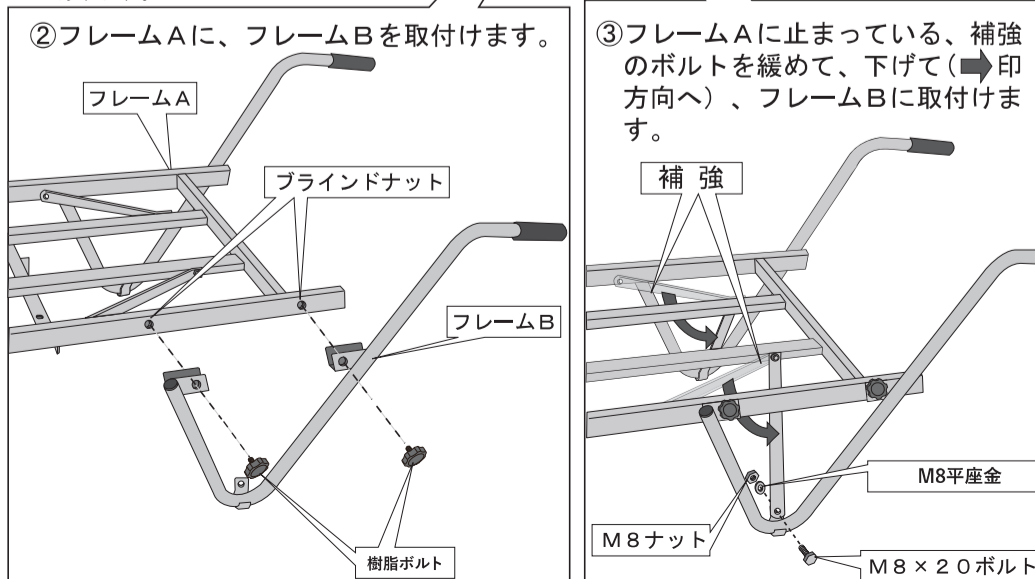 ②フレームAに、フレームBを取付けます。
フレームA
ブラインドナット
フレームB
樹脂ボルト
③フレームAに止まっている、補強
のボルトを緩めて、下げて(➡印
方向へ)、フレームBに取付けま
す。
補 強
M8平座金
M8ナット
M8×20ボルト